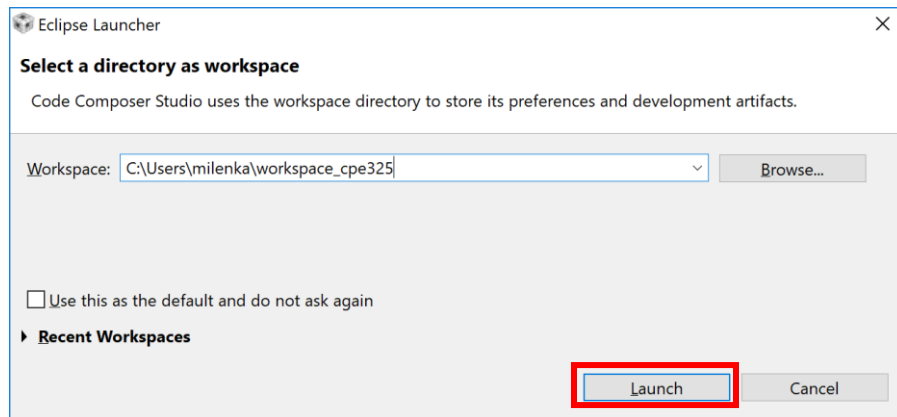 Eclipse Launcher
Select a directory as workspace
Code Composer Studio uses the workspace directory to store its preferences and development artifacts.
Workspace: C:\Users\milenka\workspace_cpe325 Browse...
Use this as the default and do not ask again
Recent Workspaces
Launch Cancel